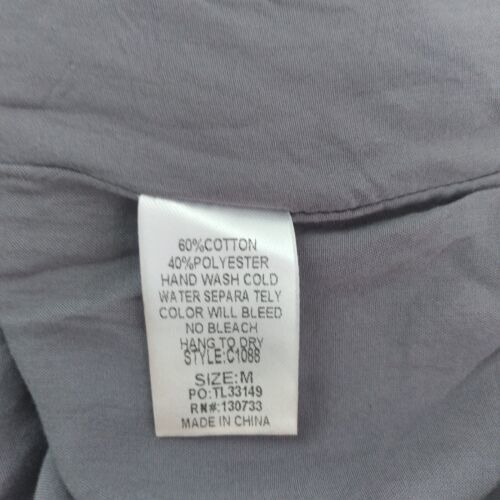 60%COTTON
40%POLYESTER
HAND WASH COLD
WATER SEPARA TELY
COLOR WILL BLEED
NO BLEACH
HANG TO DRY
STYLE:C1088
SIZE:M
PO:TL33149
RN#:130733
MADE IN CHINA